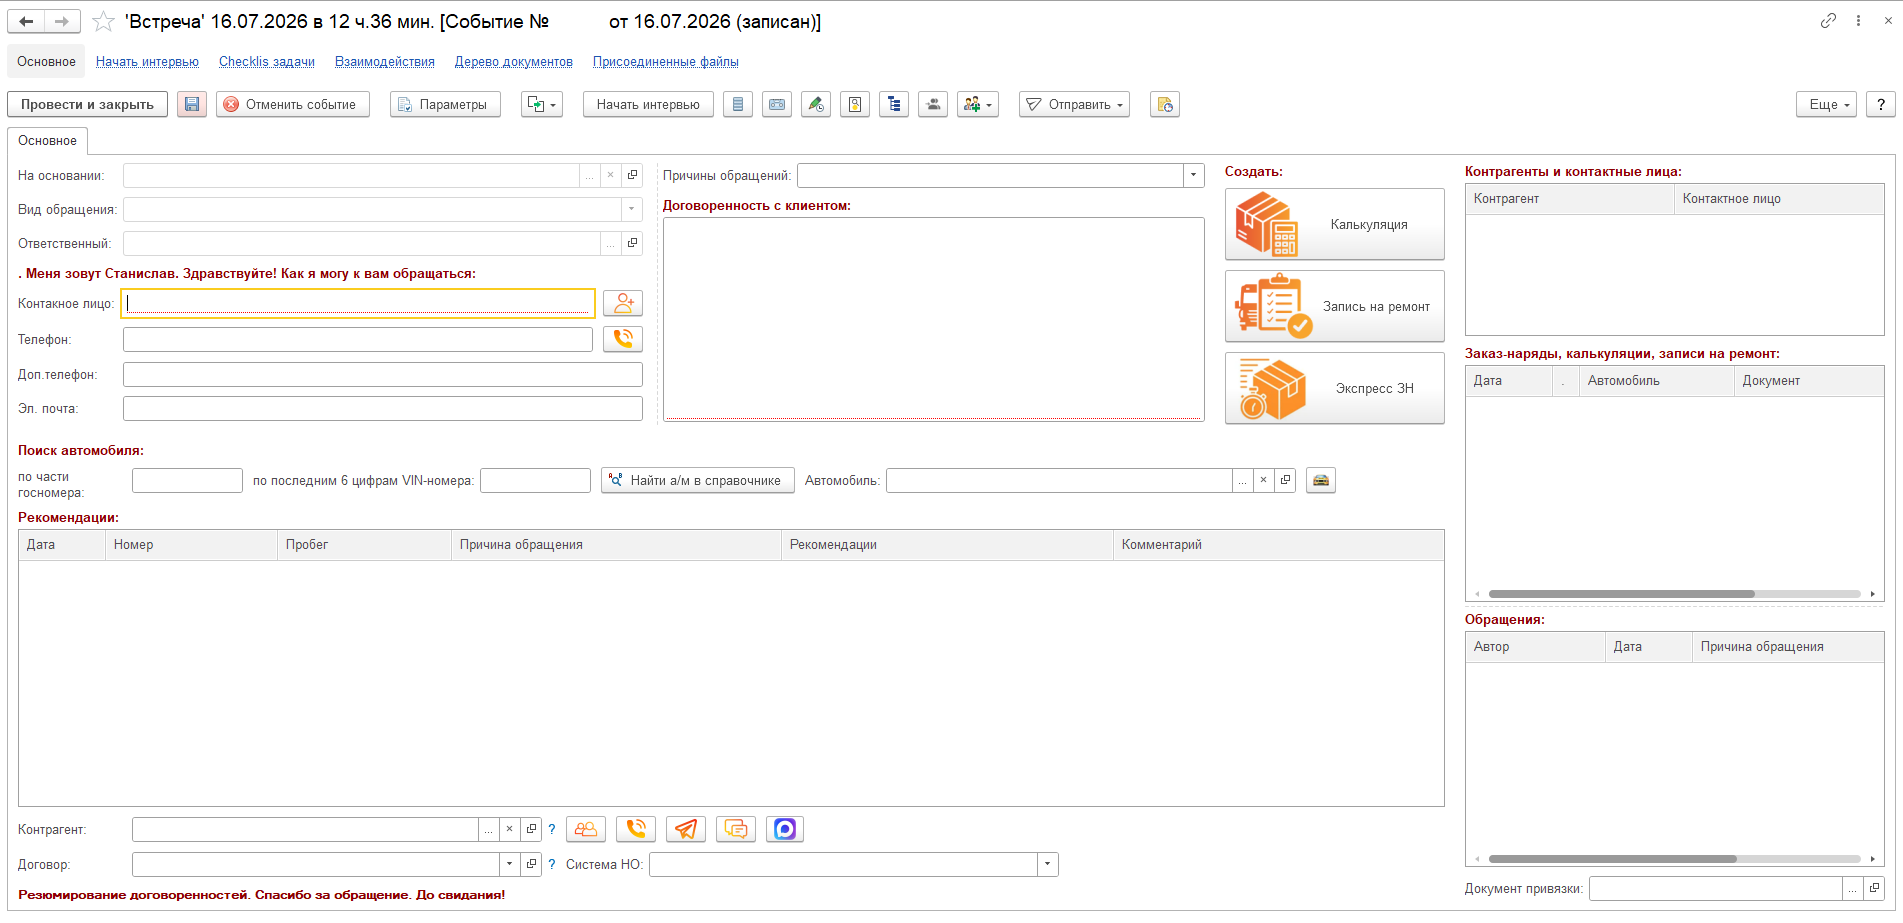 'Встреча' 16.07.2026 в 12 ч.36 мин. [Событие № от 16.07.2026 (записан)]
Основное Начать интервью Checklis задачи Взаимодействия Дерево документов Присоединенные файлы
Провести и закрыть Отменить событие Параметры Начать интервью Отправить Еще ?
Основное
На основании: ...
Вид обращения:
Ответственный: ...
. Меня зовут Станислав. Здравствуйте! Как я могу к вам обращаться:
Контакное лицо:
Телефон:
Доп.телефон:
Эл. почта:
Причины обращений:
Договоренность с клиентом:
Создать:
Калькуляция
Запись на ремонт
Экспресс ЗН
Контрагенты и контактные лица:
Контрагент Контактное лицо
Заказ-наряды, калькуляции, записи на ремонт:
Дата . Автомобиль Документ
Поиск автомобиля:
по части
госномера:
по последним 6 цифрам VIN-номера: Найти а/м в справочнике Автомобиль: ...
Рекомендации:
Дата Номер Пробег Причина обращения Рекомендации Комментарий
Обращения:
Автор Дата Причина обращения
Контрагент: ... ?
Договор: ? Система НО:
Резюмирование договоренностей. Спасибо за обращение. До свидания!
Документ привязки: ...